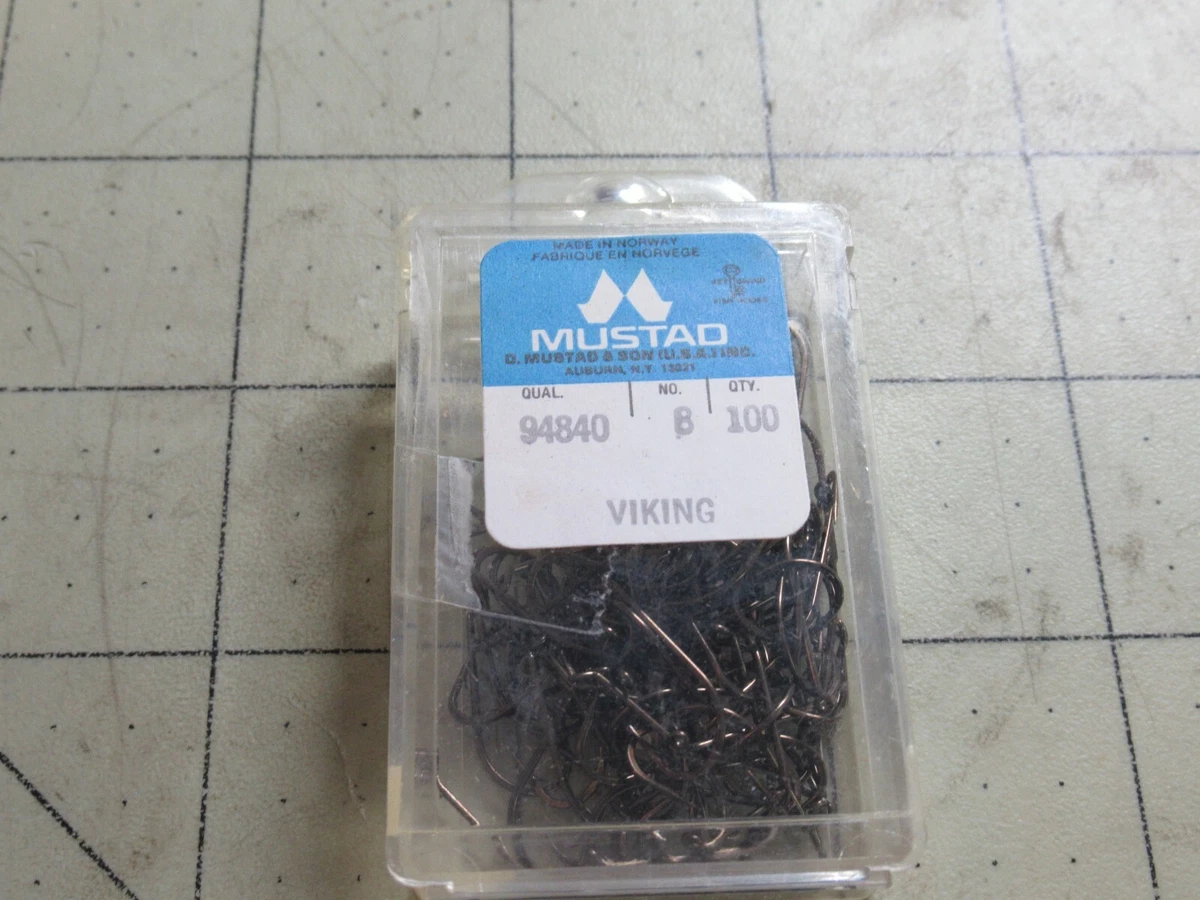 MADE IN NORWAY
FABRIQUE EN NORVEGE
MUSTAD
O. MUSTAD & SON (U.S.A.) INC.
AUBURN, N.Y. 13021
QUAL. NO. QTY.
94840 8 100
VIKING